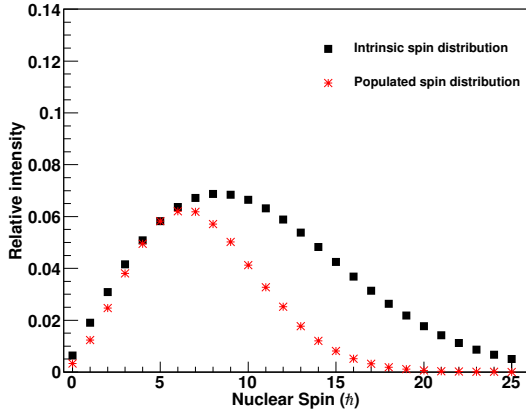 0.14
0.12
0.1
0.08
0.06
0.04
0.02
0
Relative intensity
Intrinsic spin distribution
Populated spin distribution
0 5 10 15 20 25
Nuclear Spin (ℏ)